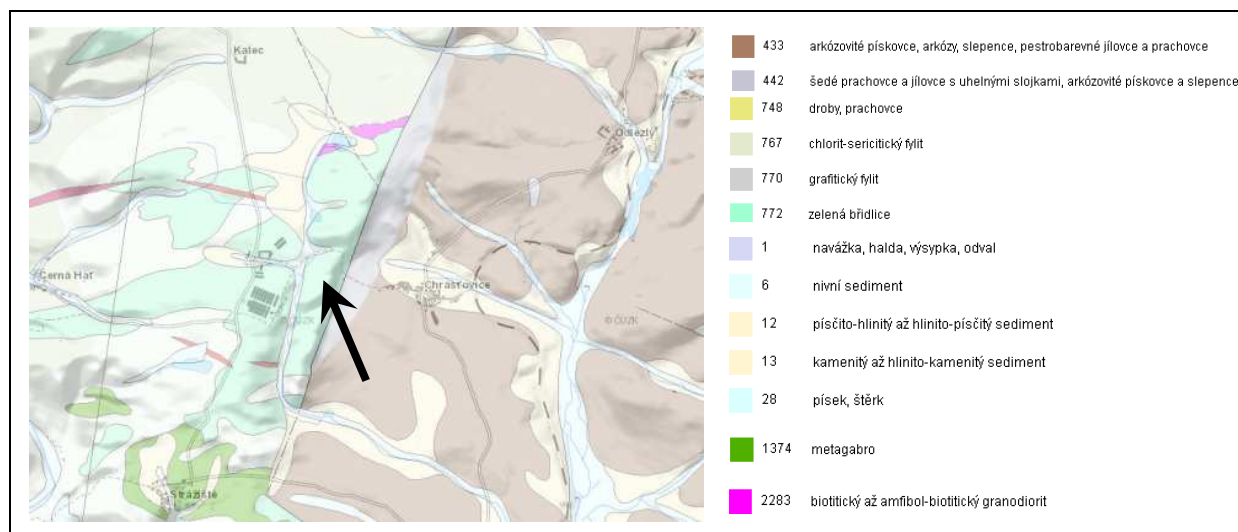 Kalec
Odlezly
Černá Hať
Chrašťovice
© ČÚZK
© ČÚZK
Strážiště
433 arkózovité pískovce, arkózy, slepence, pestrobarevné jílovce a prachovce
442 šedé prachovce a jílovce s uhelnými slojkami, arkózovité pískovce a slepence
748 droby, prachovce
767 chlorit-sericitický fylit
770 grafitický fylit
772 zelená břidlice
1 navážka, halda, výsypka, odval
6 nivní sediment
12 písčito-hlinitý až hlinito-písčitý sediment
13 kamenitý až hlinito-kamenitý sediment
28 písek, štěrk
1374 metagabro
2283 biotitický až amfibol-biotitický granodiorit